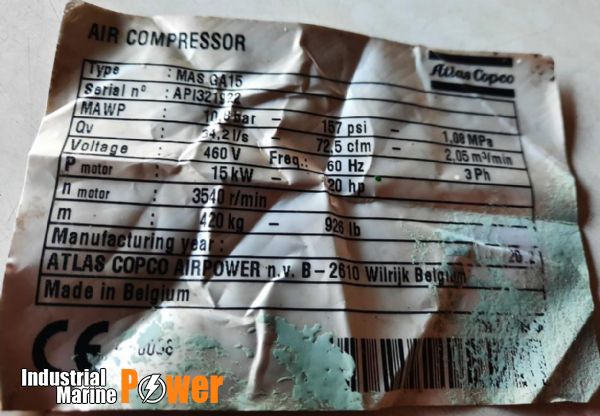 AIR COMPRESSOR
Atlas Copco
Type : MAS GA15
Serial n° : API321922
MAWP : 10,8 bar – 157 psi – 1,08 MPa
Qv : 34.2 l/s – 72,5 cfm – 2,05 m³/min
Voltage : 460 V Freq.: 60 Hz 3 Ph
P motor : 15 kW – 20 hp
n motor : 3540 r/min
m : 420 kg – 926 lb
Manufacturing year :
ATLAS COPCO AIRPOWER n.v. B – 2610 Wilrijk Belgium
Made in Belgium
CE
Industrial Marine Power